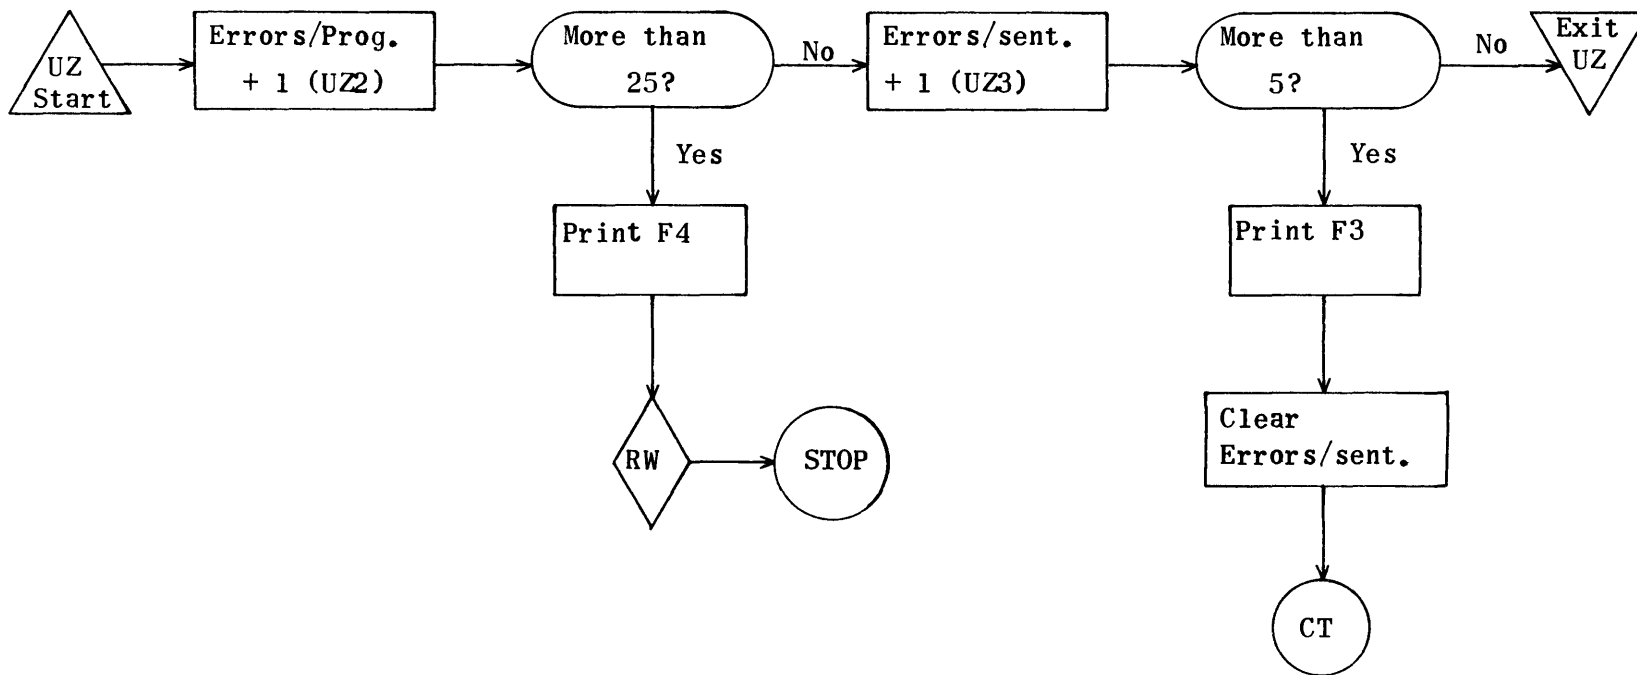 UZ
Start
Errors/Prog.
+ 1 (UZ2)
More than
25?
No
Errors/sent.
+ 1 (UZ3)
More than
5?
No
Exit
UZ
Yes
Yes
Print F4
Print F3
RW
STOP
Clear
Errors/sent.
CT